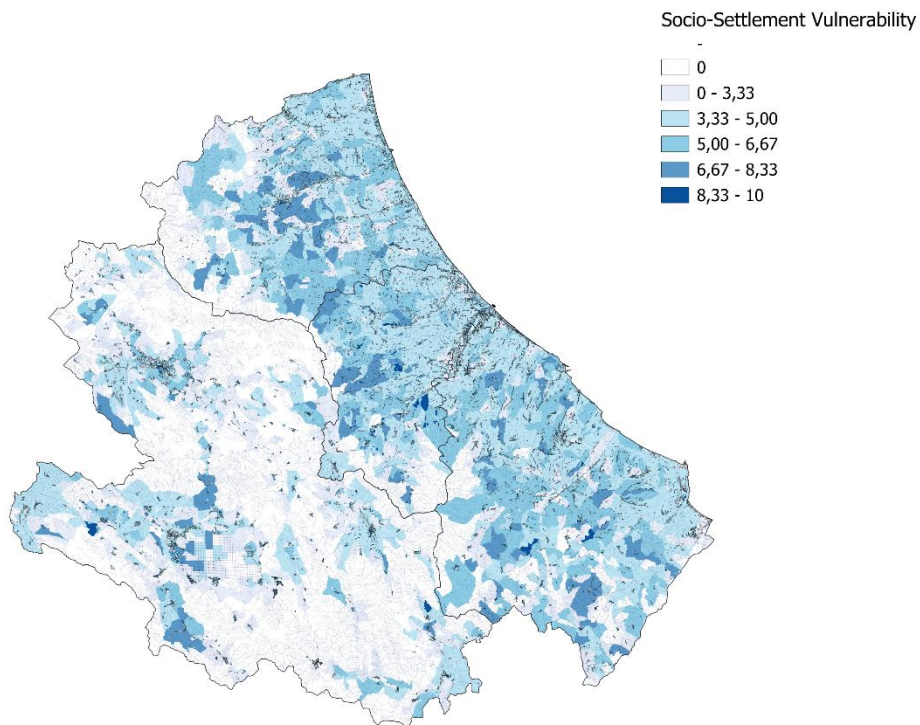 Socio-Settlement Vulnerability
-
0
0 - 3,33
3,33 - 5,00
5,00 - 6,67
6,67 - 8,33
8,33 - 10